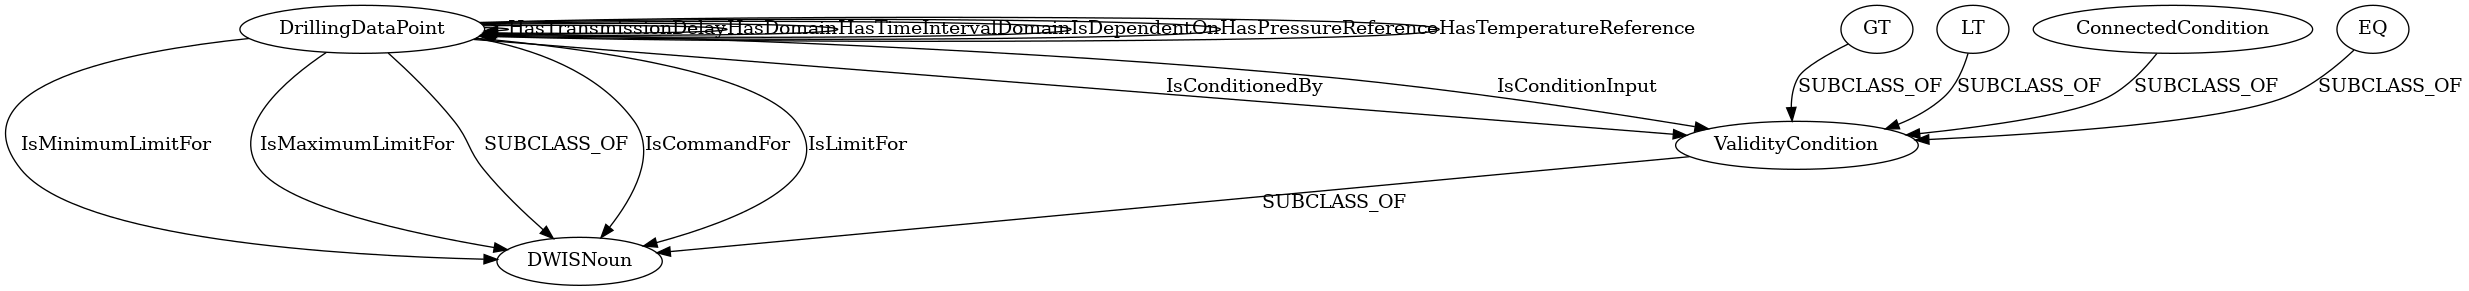 DrillingDataPoint
HasTransmissionDelay
HasDomain
HasTimeIntervalDomain
IsDependentOn
HasPressureReference
HasTemperatureReference
GT
LT
ConnectedCondition
EQ
IsConditionedBy
IsConditionInput
SUBCLASS_OF
SUBCLASS_OF
SUBCLASS_OF
SUBCLASS_OF
IsMinimumLimitFor
IsMaximumLimitFor
SUBCLASS_OF
IsCommandFor
IsLimitFor
ValidityCondition
SUBCLASS_OF
DWISNoun